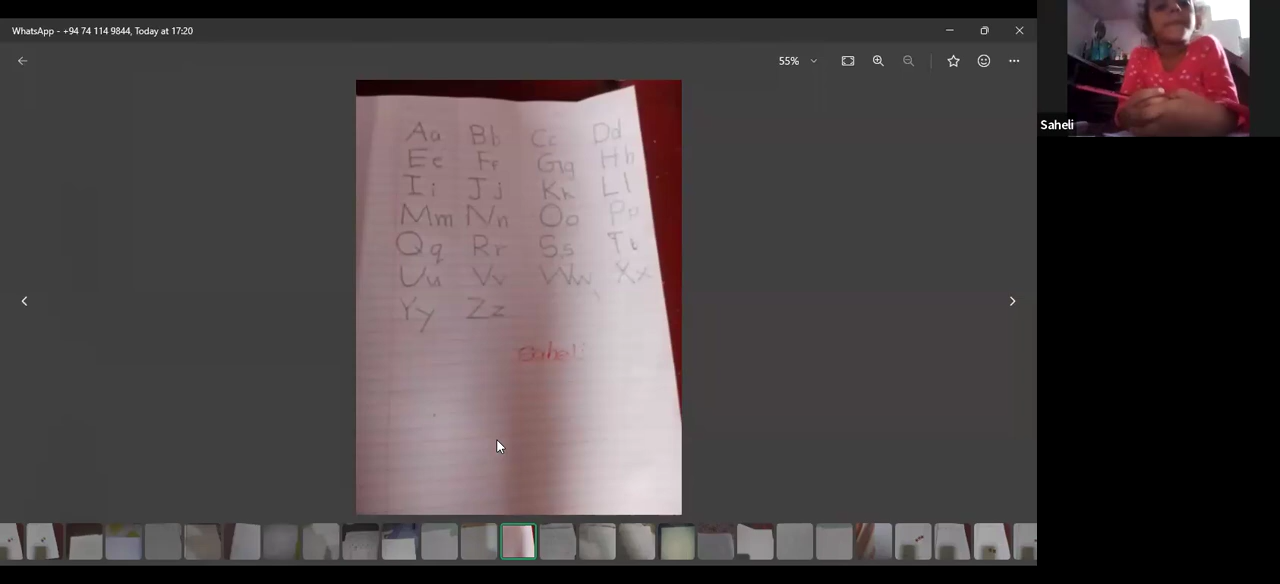 WhatsApp - +94 74 114 9844, Today at 17:20
55%
Saheli
Aa Bb Cc Dd
Ee Ff Gg Hh
Ii Jj Kk Ll
Mm Nn Oo Pp
Qq Rr Ss Tt
Uu Vv Ww Xx
Yy Zz
Saheli